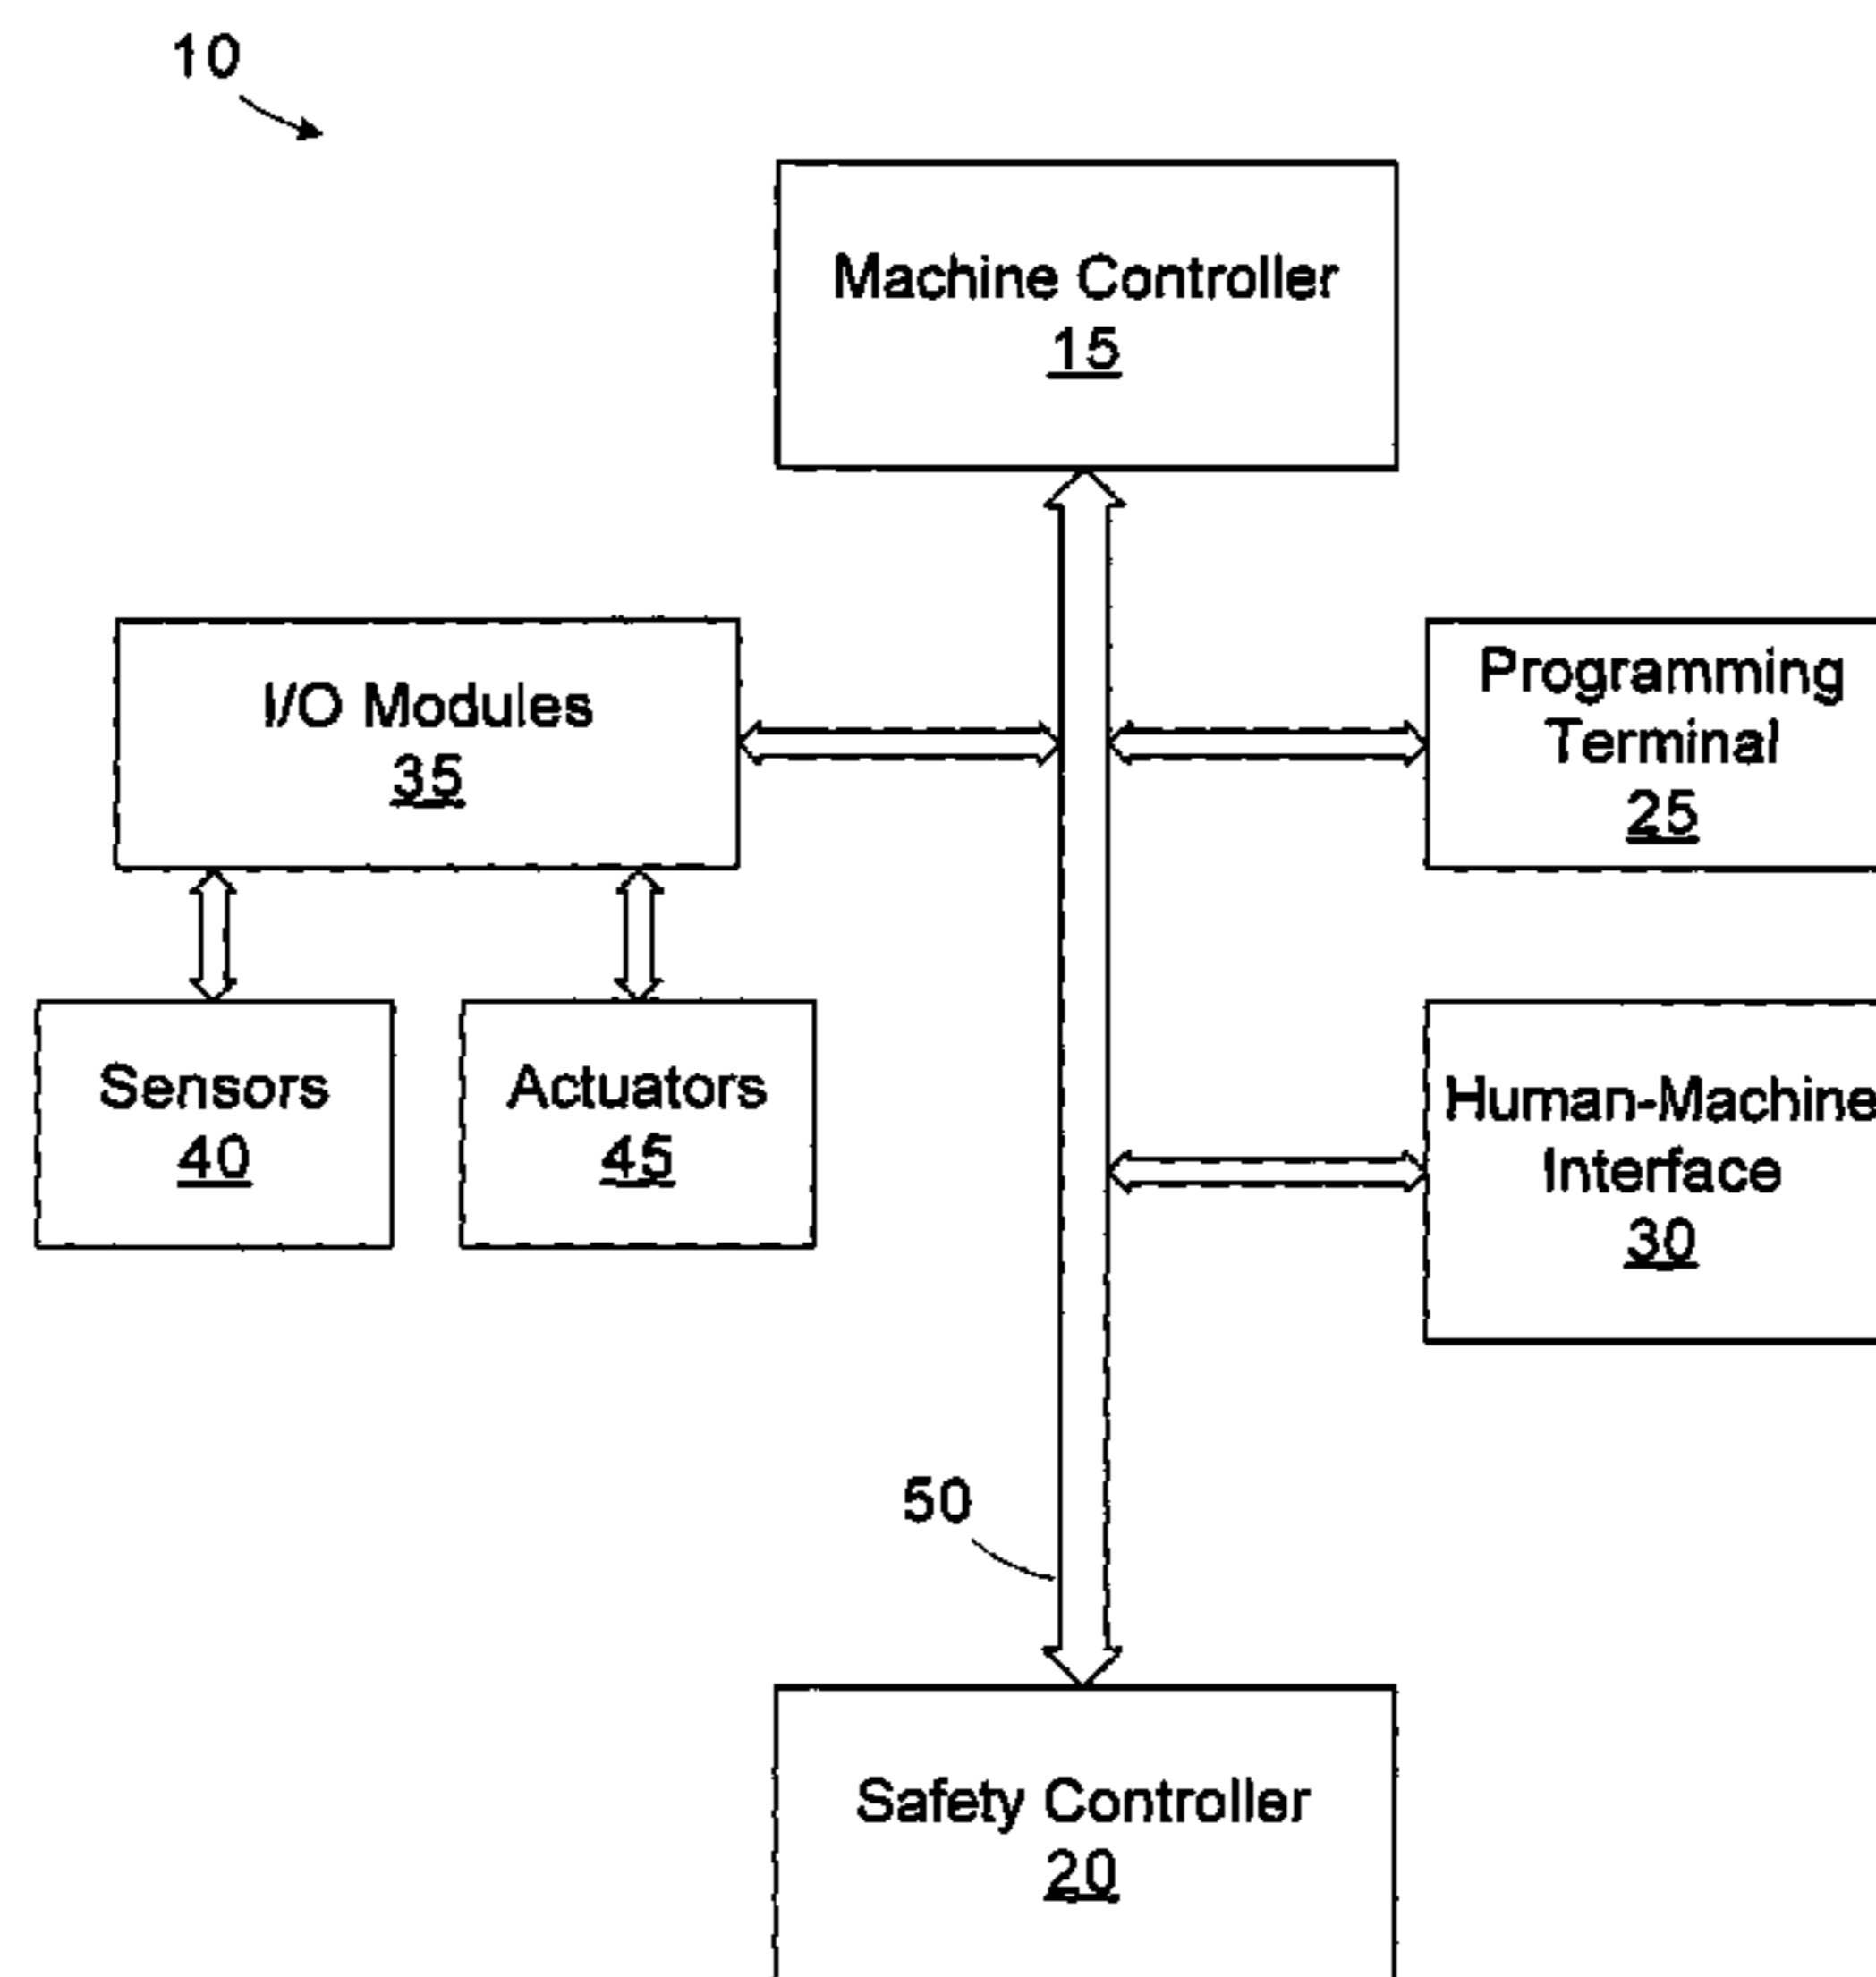 10
Machine Controller
15
I/O Modules
35
Programming
Terminal
25
Sensors
40
Actuators
45
Human-Machine
Interface
30
50
Safety Controller
20